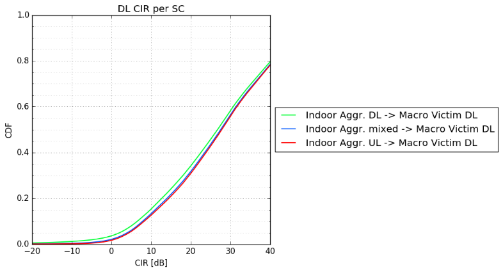 DL CIR per SC
1.0
0.8
0.6
0.4
0.2
0.0
CDF
−20 −10 0 10 20 30 40
CIR [dB]
Indoor Aggr. DL -> Macro Victim DL
Indoor Aggr. mixed -> Macro Victim DL
Indoor Aggr. UL -> Macro Victim DL